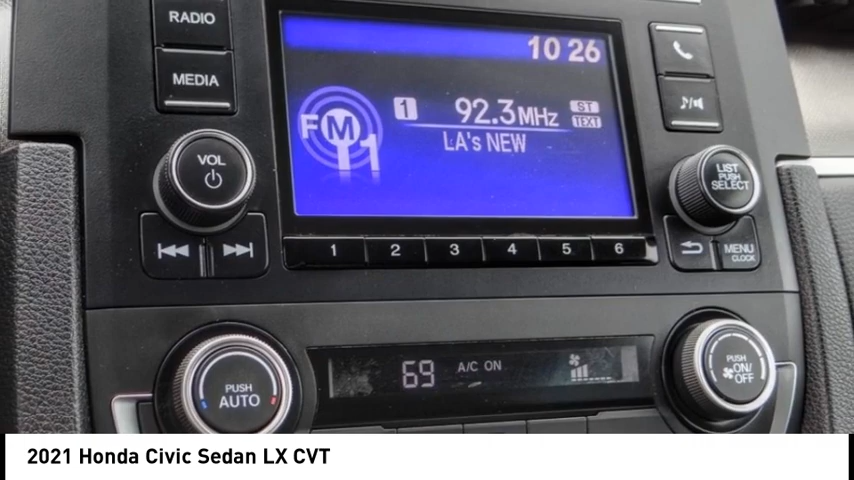 RADIO
10 26
MEDIA
1 92.3MHz ST
TEXT
FM 1
LA's NEW
VOL
LIST
PUSH
SELECT
1 2 3 4 5 6
MENU
CLOCK
69 A/C ON
PUSH
AUTO
PUSH
ON/
OFF
2021 Honda Civic Sedan LX CVT